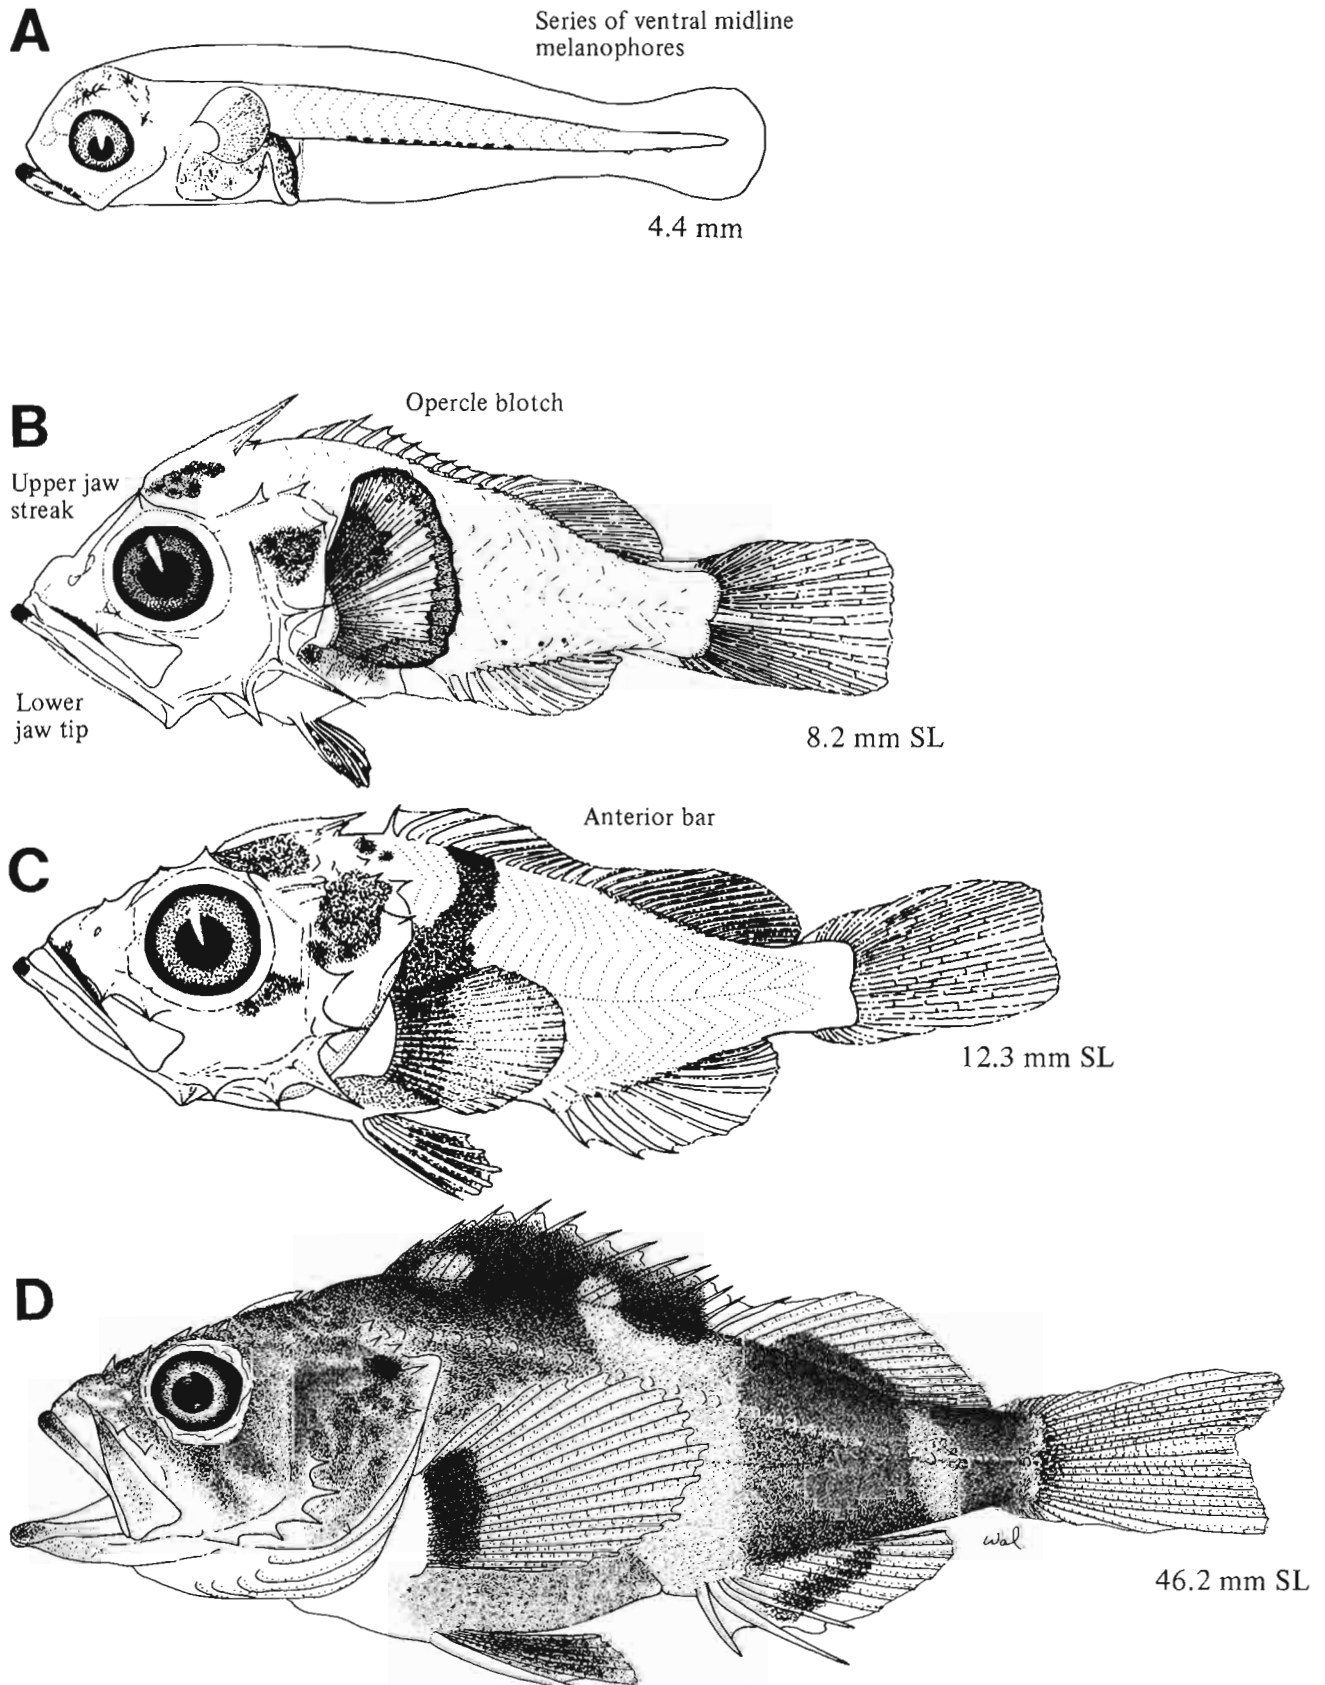 A
Series of ventral midline
melanophores
4.4 mm
B
Opercle blotch
Upper jaw
streak
Lower
jaw tip
8.2 mm SL
C
Anterior bar
12.3 mm SL
D
wal
46.2 mm SL